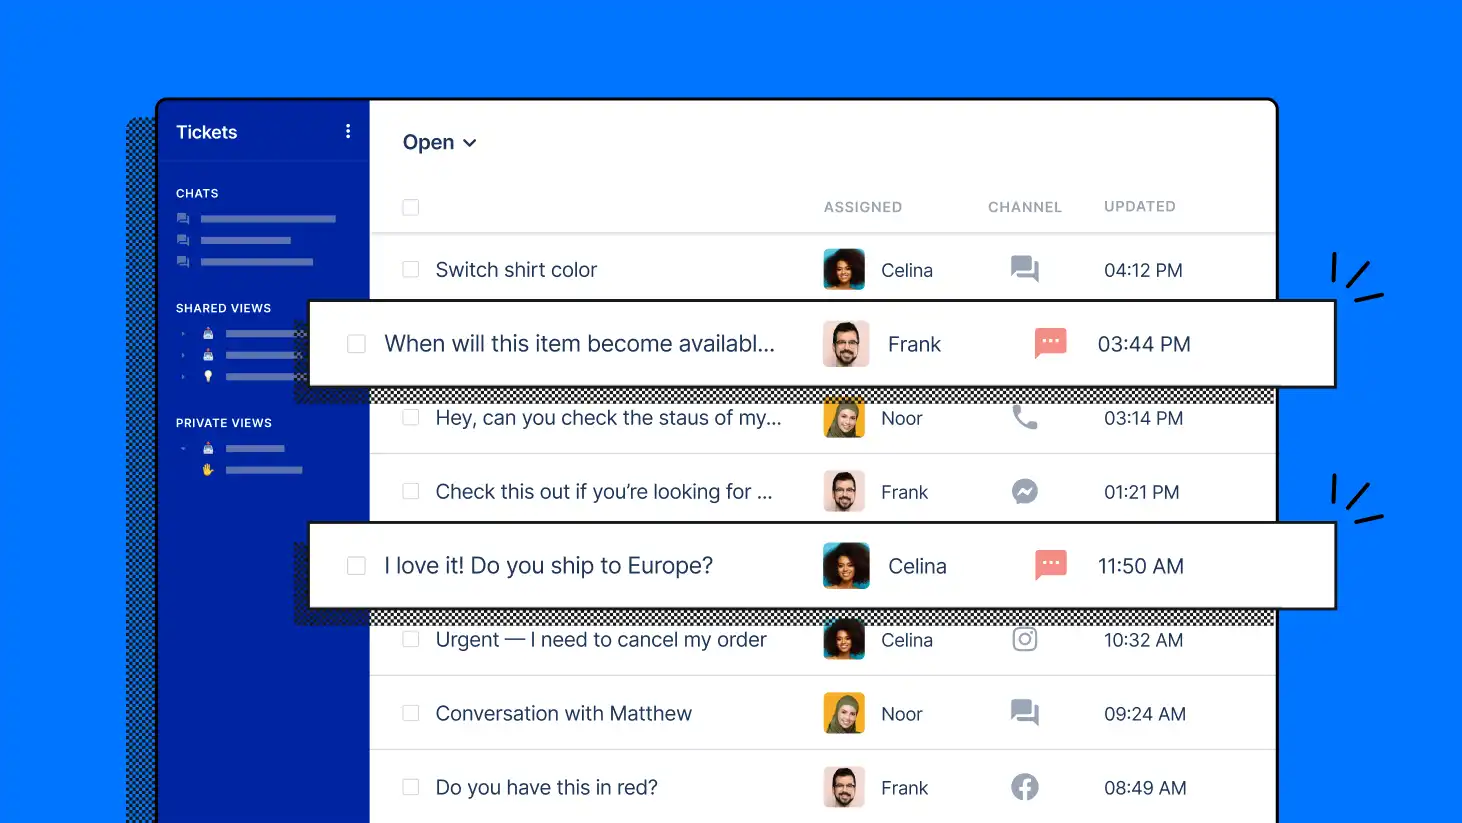 Tickets
CHATS
SHARED VIEWS
PRIVATE VIEWS
Open
ASSIGNED CHANNEL UPDATED
Switch shirt color Celina 04:12 PM
When will this item become availabl... Frank 03:44 PM
Hey, can you check the staus of my... Noor 03:14 PM
Check this out if you’re looking for ... Frank 01:21 PM
I love it! Do you ship to Europe? Celina 11:50 AM
Urgent — I need to cancel my order Celina 10:32 AM
Conversation with Matthew Noor 09:24 AM
Do you have this in red? Frank 08:49 AM